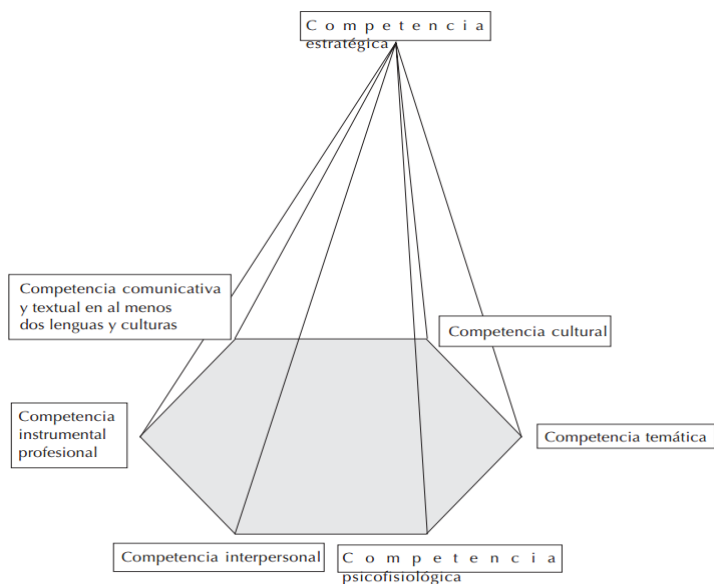 Competencia
estratégica
Competencia comunicativa
y textual en al menos
dos lenguas y culturas
Competencia cultural
Competencia
instrumental
profesional
Competencia temática
Competencia interpersonal
Competencia
psicofisiológica